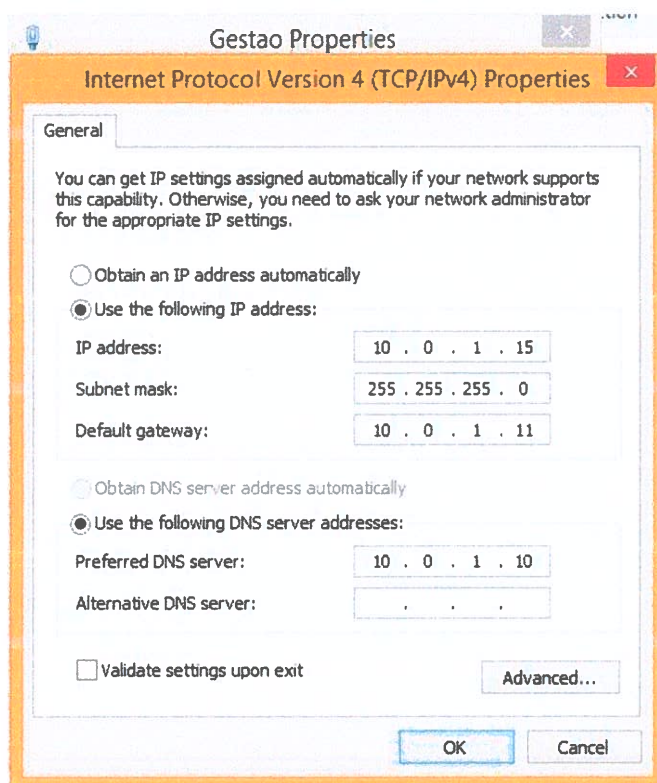 Gestao Properties
Internet Protocol Version 4 (TCP/IPv4) Properties
General
You can get IP settings assigned automatically if your network supports
this capability. Otherwise, you need to ask your network administrator
for the appropriate IP settings.
Obtain an IP address automatically
Use the following IP address:
IP address: 10 . 0 . 1 . 15
Subnet mask: 255 . 255 . 255 . 0
Default gateway: 10 . 0 . 1 . 11
Obtain DNS server address automatically
Use the following DNS server addresses:
Preferred DNS server: 10 . 0 . 1 . 10
Alternative DNS server: . . .
Validate settings upon exit
Advanced...
OK Cancel